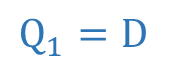 Q₁ = D